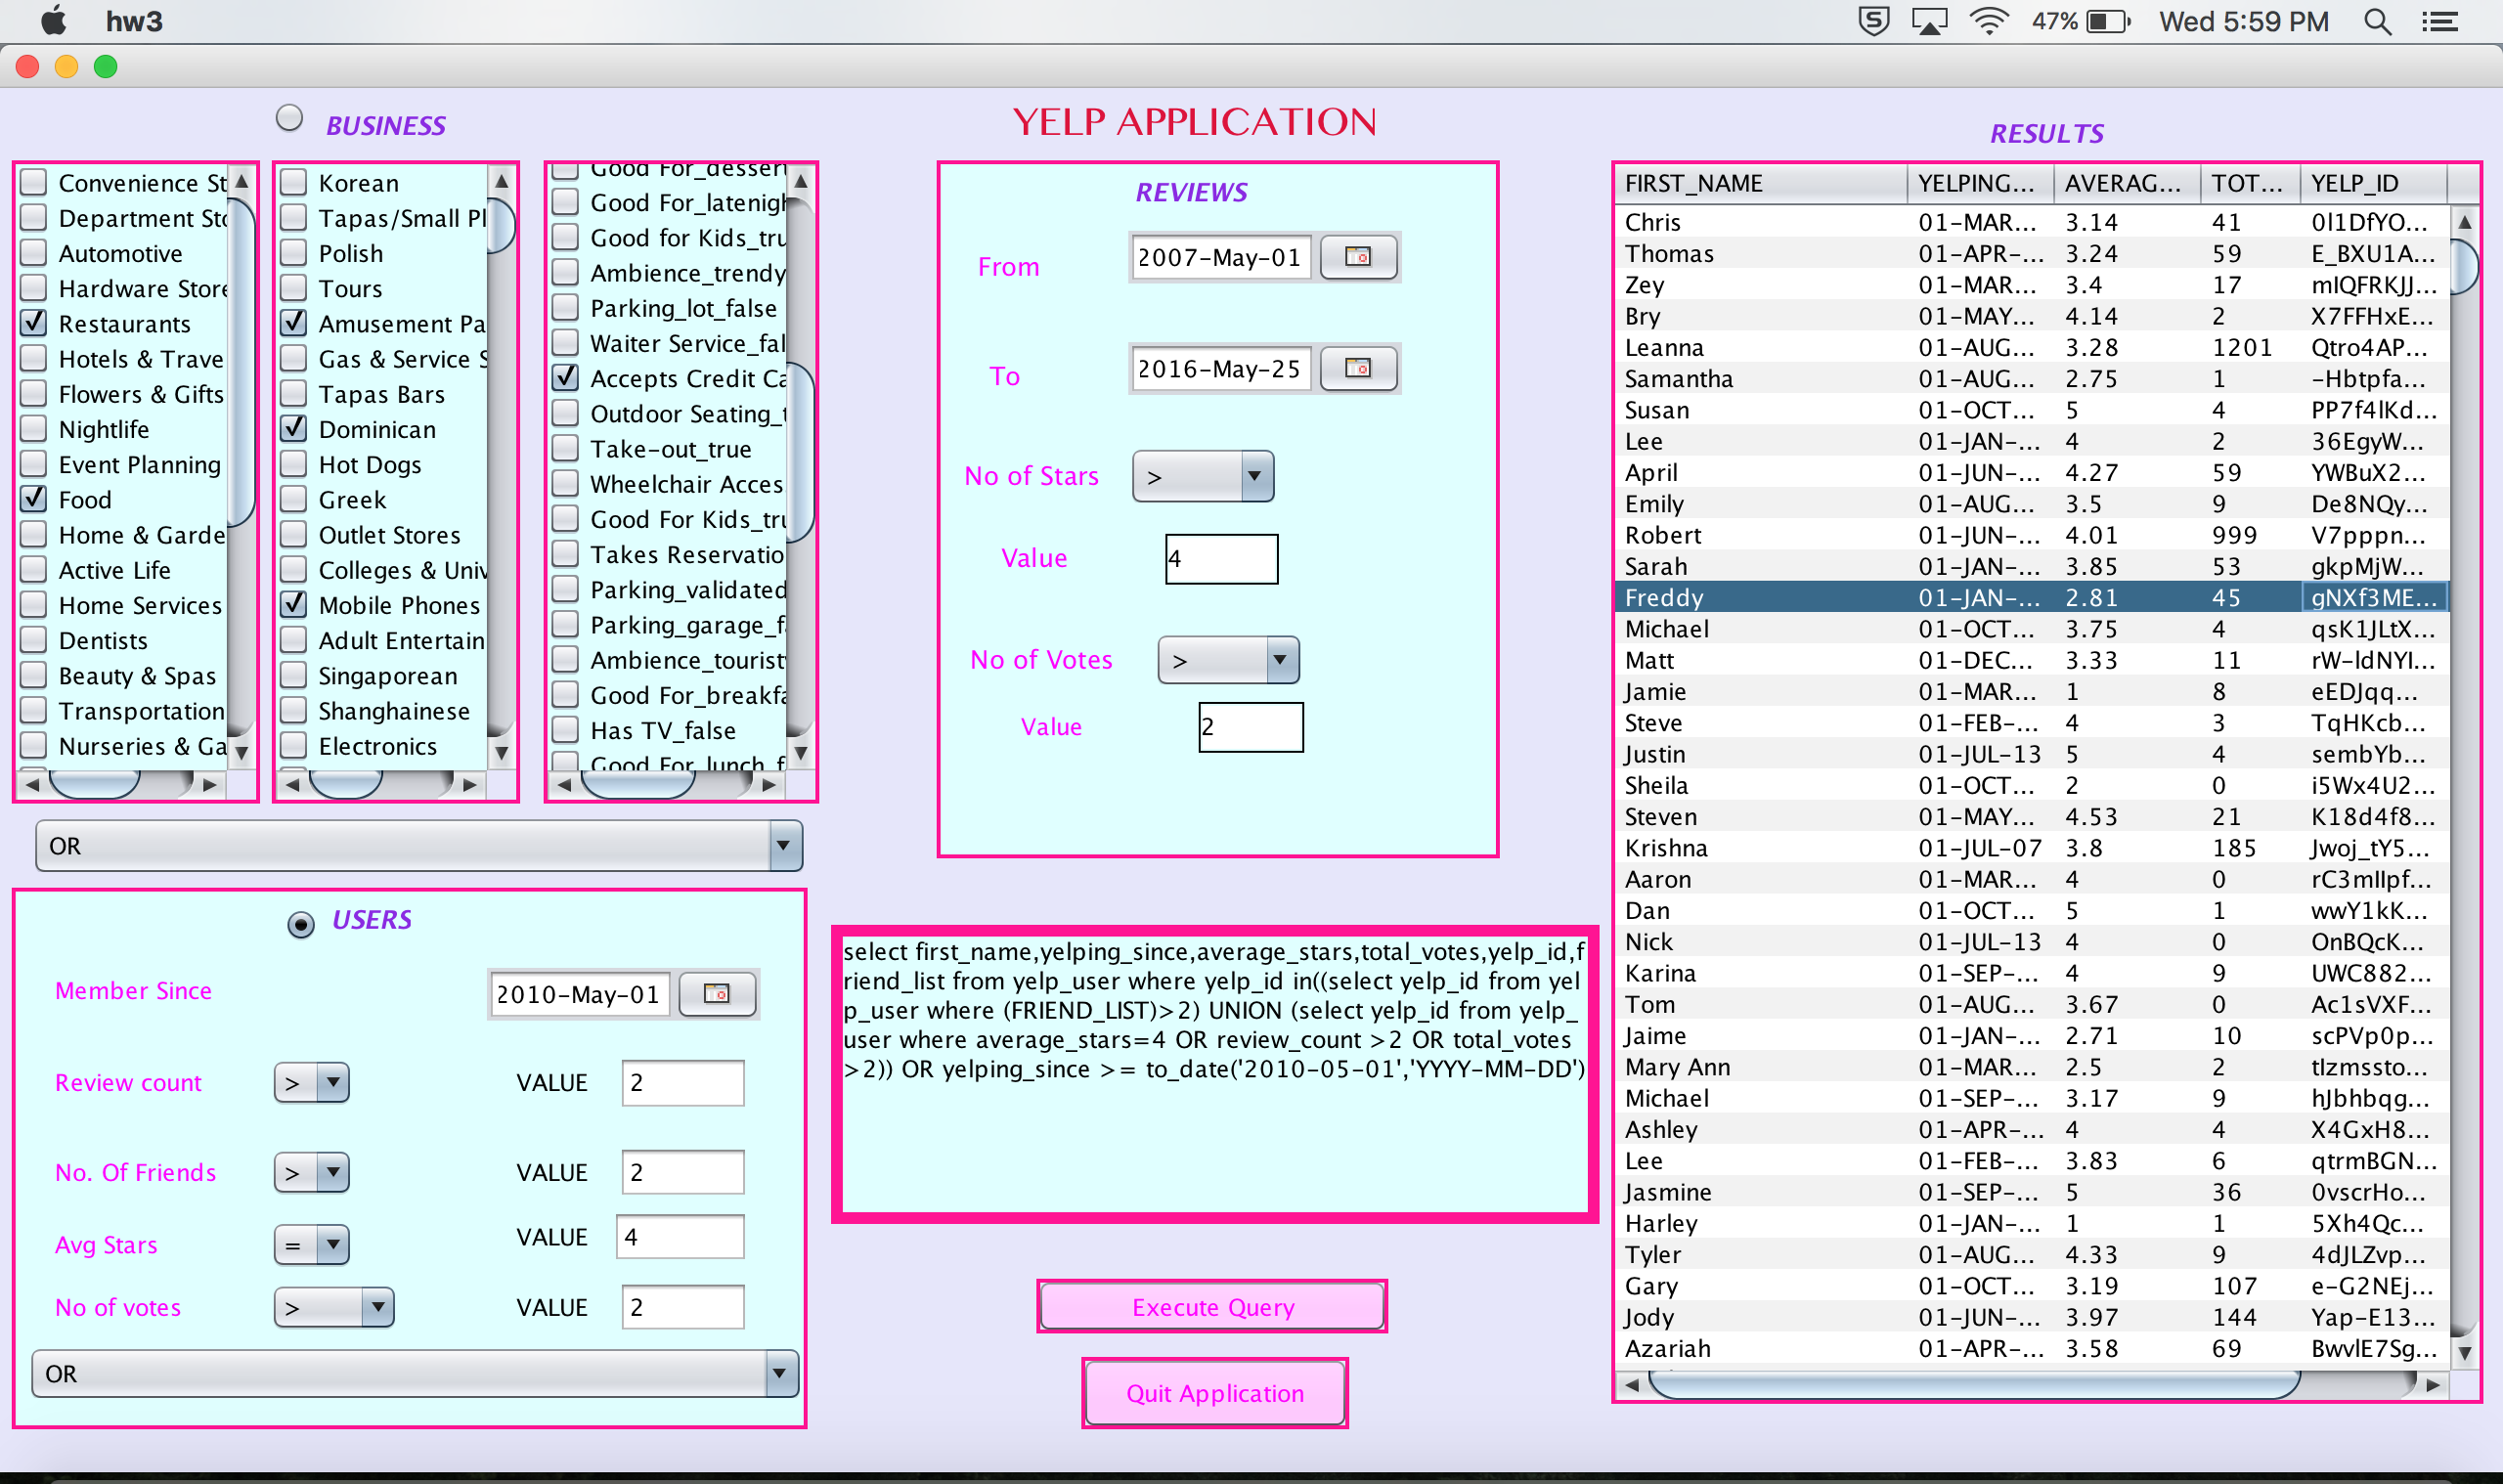 hw3
47%
Wed 5:59 PM
BUSINESS
YELP APPLICATION
RESULTS
Convenience St
Department Sto
Automotive
Hardware Store
Restaurants
Hotels & Trave
Flowers & Gifts
Nightlife
Event Planning
Food
Home & Garde
Active Life
Home Services
Dentists
Beauty & Spas
Transportation
Nurseries & Ga
Korean
Tapas/Small Pl
Polish
Tours
Amusement Pa
Gas & Service S
Tapas Bars
Dominican
Hot Dogs
Greek
Outlet Stores
Colleges & Univ
Mobile Phones
Adult Entertain
Singaporean
Shanghainese
Electronics
Good For_dessert
Good For_latenigh
Good for Kids_tru
Ambience_trendy
Parking_lot_false
Waiter Service_fal
Accepts Credit Ca
Outdoor Seating_t
Take-out_true
Wheelchair Acces
Good For Kids_tru
Takes Reservatio
Parking_validated
Parking_garage_fa
Ambience_touristy
Good For_breakfa
Has TV_false
Good For_lunch_f
OR
REVIEWS
From 2007-May-01
To 2016-May-25
No of Stars >
Value 4
No of Votes >
Value 2
USERS
Member Since 2010-May-01
Review count > VALUE 2
No. Of Friends > VALUE 2
Avg Stars = VALUE 4
No of votes > VALUE 2
OR
select first_name,yelping_since,average_stars,total_votes,yelp_id,f
riend_list from yelp_user where yelp_id in((select yelp_id from yel
p_user where (FRIEND_LIST)>2) UNION (select yelp_id from yelp_
user where average_stars=4 OR review_count >2 OR total_votes
>2)) OR yelping_since >= to_date('2010-05-01','YYYY-MM-DD')
Execute Query
Quit Application
FIRST_NAME YELPING... AVERAG... TOT... YELP_ID
Chris 01-MAR... 3.14 41 0l1DfYO...
Thomas 01-APR-... 3.24 59 E_BXU1A...
Zey 01-MAR... 3.4 17 mIQFRKJJ...
Bry 01-MAY... 4.14 2 X7FFHxE...
Leanna 01-AUG... 3.28 1201 Qtro4AP...
Samantha 01-AUG... 2.75 1 -Hbtpfa...
Susan 01-OCT... 5 4 PP7f4lKd...
Lee 01-JAN-... 4 2 36EgyW...
April 01-JUN-... 4.27 59 YWBuX2...
Emily 01-AUG... 3.5 9 De8NQy...
Robert 01-JUN-... 4.01 999 V7pppn...
Sarah 01-JAN-... 3.85 53 gkpMjW...
Freddy 01-JAN-... 2.81 45 gNXf3ME...
Michael 01-OCT... 3.75 4 qsK1JLtX...
Matt 01-DEC... 3.33 11 rW-ldNYI...
Jamie 01-MAR... 1 8 eEDJqq...
Steve 01-FEB-... 4 3 TqHKcb...
Justin 01-JUL-13 5 4 sembYb...
Sheila 01-OCT... 2 0 i5Wx4U2...
Steven 01-MAY... 4.53 21 K18d4f8...
Krishna 01-JUL-07 3.8 185 Jwoj_tY5...
Aaron 01-MAR... 4 0 rC3mIIpf...
Dan 01-OCT... 5 1 wwY1kK...
Nick 01-JUL-13 4 0 OnBQcK...
Karina 01-SEP-... 4 9 UWC882...
Tom 01-AUG... 3.67 0 Ac1sVXF...
Jaime 01-JAN-... 2.71 10 scPVp0p...
Mary Ann 01-MAR... 2.5 2 tIzmssto...
Michael 01-SEP-... 3.17 9 hJbhbqg...
Ashley 01-APR-... 4 4 X4GxH8...
Lee 01-FEB-... 3.83 6 qtrmBGN...
Jasmine 01-SEP-... 5 36 0vscrHo...
Harley 01-JAN-... 1 1 5Xh4Qc...
Tyler 01-AUG... 4.33 9 4dJLZvp...
Gary 01-OCT... 3.19 107 e-G2NEj...
Jody 01-JUN-... 3.97 144 Yap-E13...
Azariah 01-APR-... 3.58 69 BwvlE7Sg...